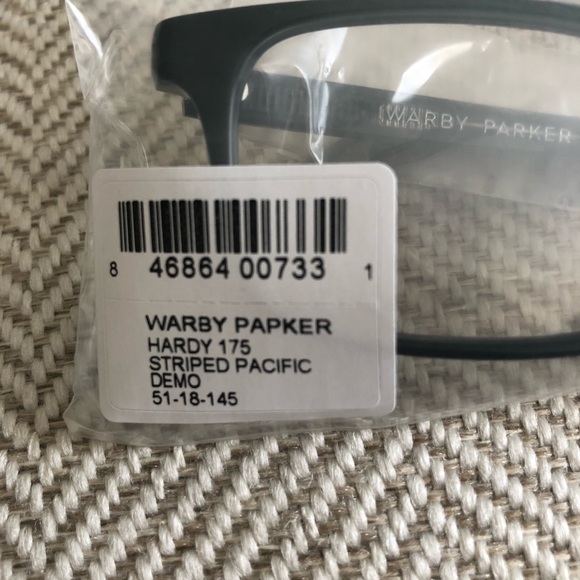 WARBY PARKER
8 46864 00733 1
WARBY PAPKER
HARDY 175
STRIPED PACIFIC
DEMO
51-18-145